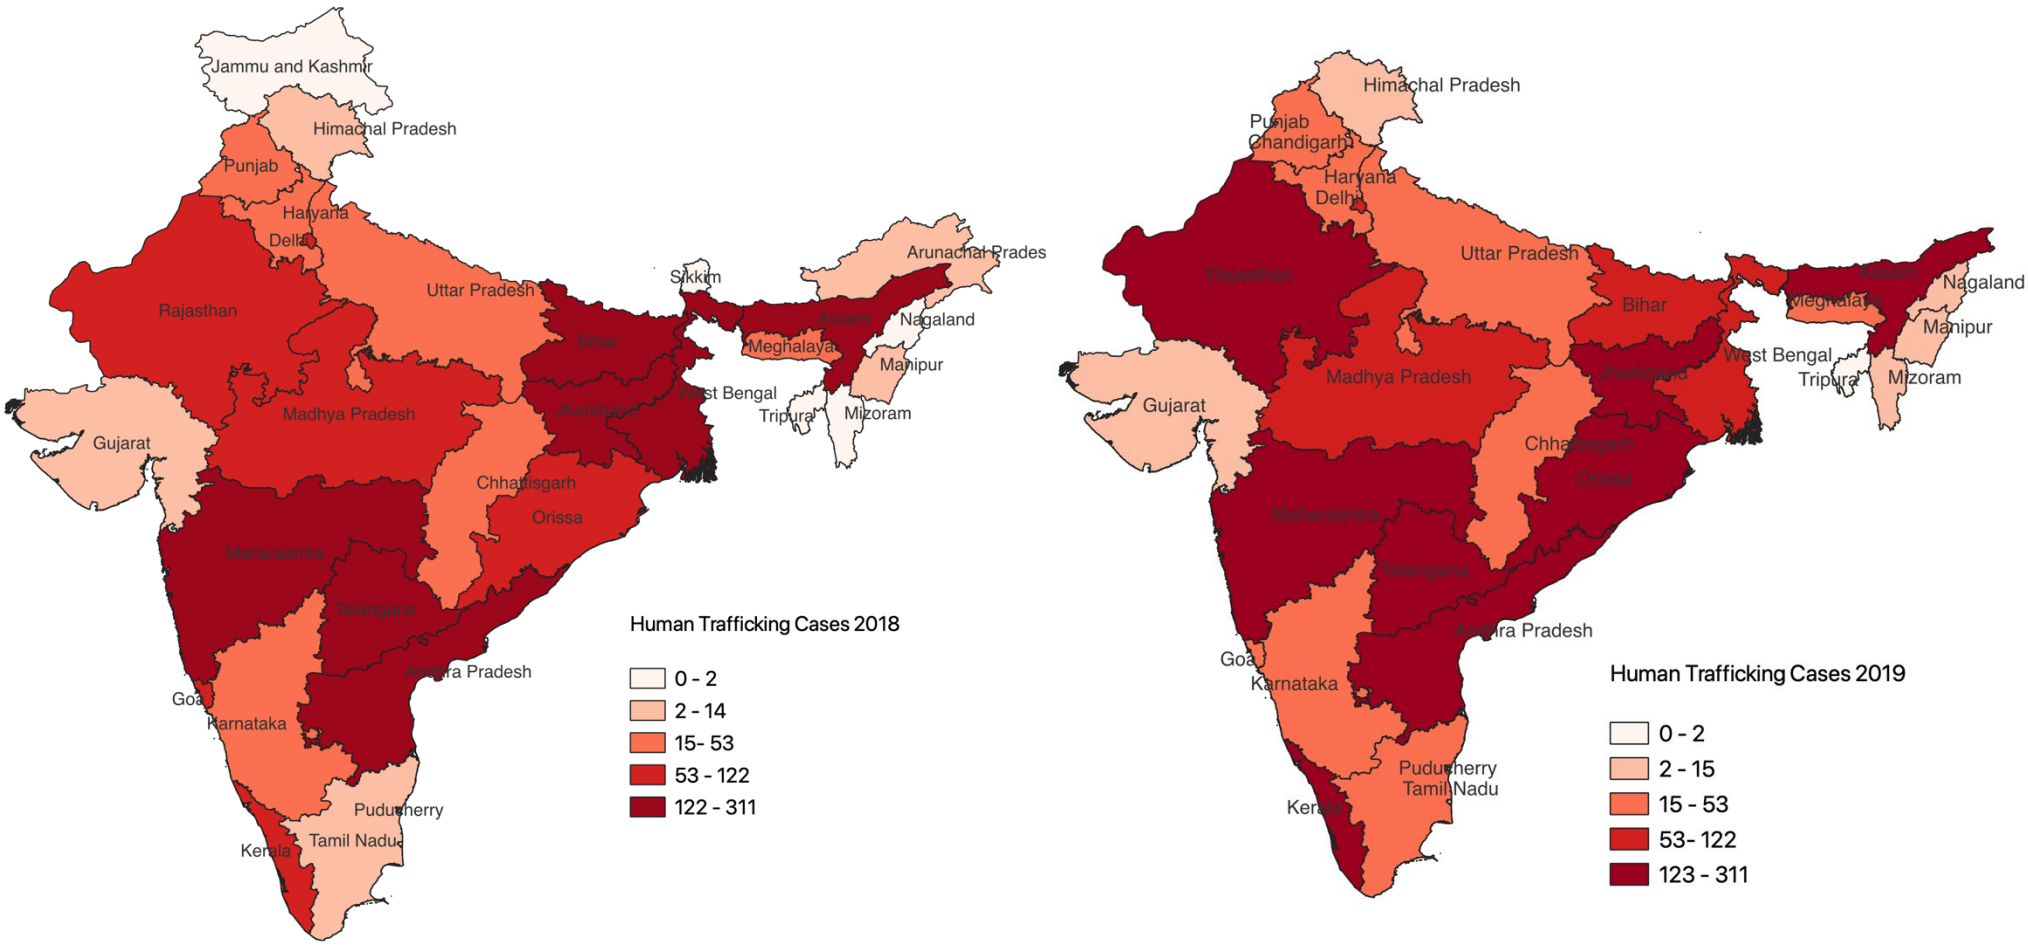 Jammu and Kashmir
Himachal Pradesh
Punjab
Haryana
Delhi
Rajasthan
Uttar Pradesh
Sikkim
Arunachal Prades
Assam
Nagaland
Meghalaya
Manipur
Bihar
West Bengal
Tripura
Mizoram
Jharkhand
Gujarat
Madhya Pradesh
Chhattisgarh
Orissa
Maharashtra
Telangana
Andhra Pradesh
Goa
Karnataka
Puducherry
Tamil Nadu
Kerala
Human Trafficking Cases 2018
0 - 2
2 - 14
15- 53
53 - 122
122 - 311
Himachal Pradesh
Punjab
Chandigarh
Haryana
Delhi
Rajasthan
Uttar Pradesh
Assam
Nagaland
Meghalaya
Manipur
Bihar
West Bengal
Tripura
Mizoram
Jharkhand
Madhya Pradesh
Gujarat
Chhattisgarh
Orissa
Maharashtra
Telangana
Andhra Pradesh
Goa
Karnataka
Puducherry
Tamil Nadu
Kerala
Human Trafficking Cases 2019
0 - 2
2 - 15
15 - 53
53- 122
123 - 311